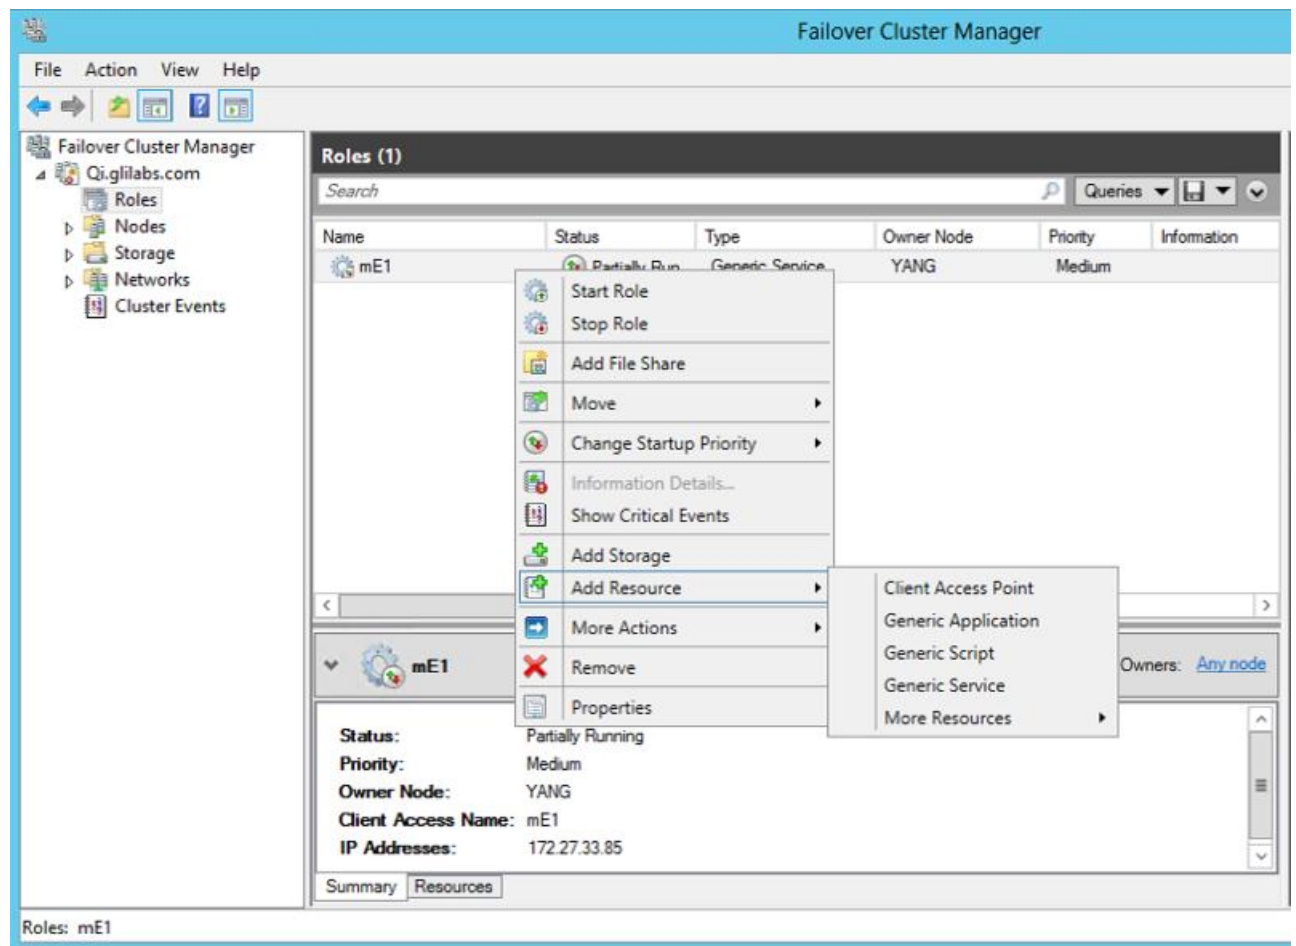 Failover Cluster Manager
File Action View Help
Failover Cluster Manager
Qi.glilabs.com
Roles
Nodes
Storage
Networks
Cluster Events
Roles (1)
Search
Queries
Name Status Type Owner Node Priority Information
mE1 Partially Run Generic Service YANG Medium
Start Role
Stop Role
Add File Share
Move
Change Startup Priority
Information Details...
Show Critical Events
Add Storage
Add Resource
More Actions
Remove
Properties
Client Access Point
Generic Application
Generic Script
Generic Service
More Resources
mE1 Owners: Any node
Status: Partially Running
Priority: Medium
Owner Node: YANG
Client Access Name: mE1
IP Addresses: 172.27.33.85
Summary Resources
Roles: mE1